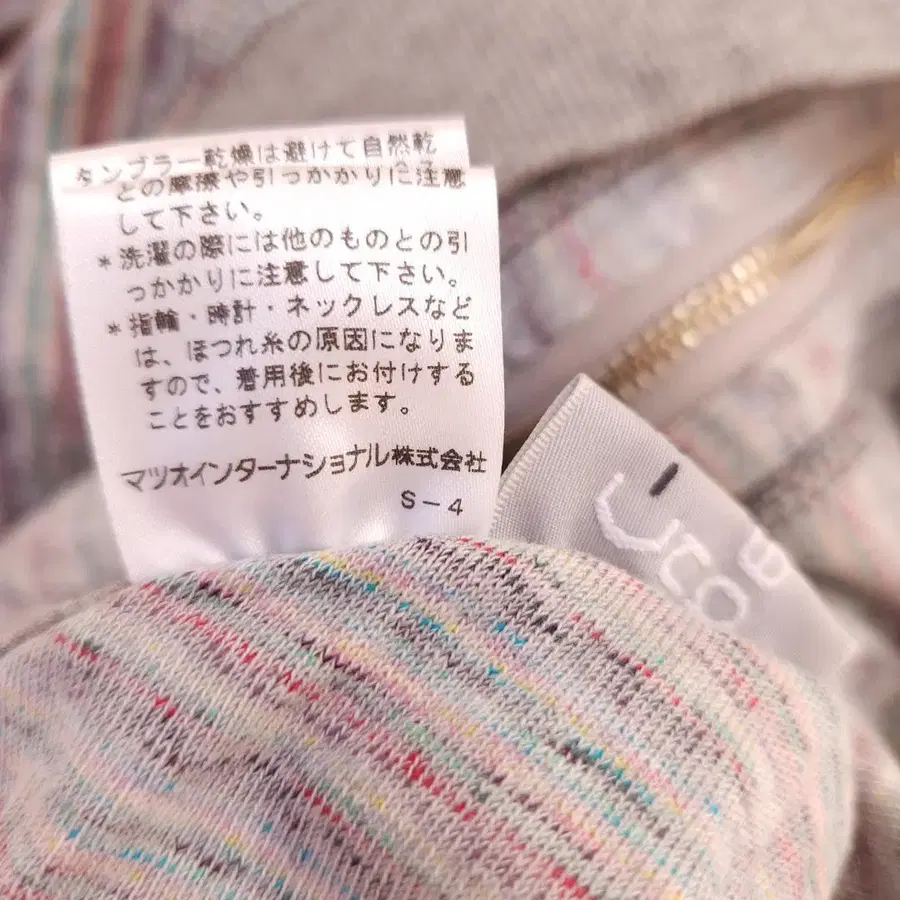 タンブラー乾燥は避けて自然乾
との摩擦や引っかかりに注意
して下さい。
*洗濯の際には他のものとの引
っかかりに注意して下さい。
*指輪・時計・ネックレスなど
は、ほつれ糸の原因になりま
すので、着用後にお付けする
ことをおすすめします。
マツオインターナショナル株式会社
S-4